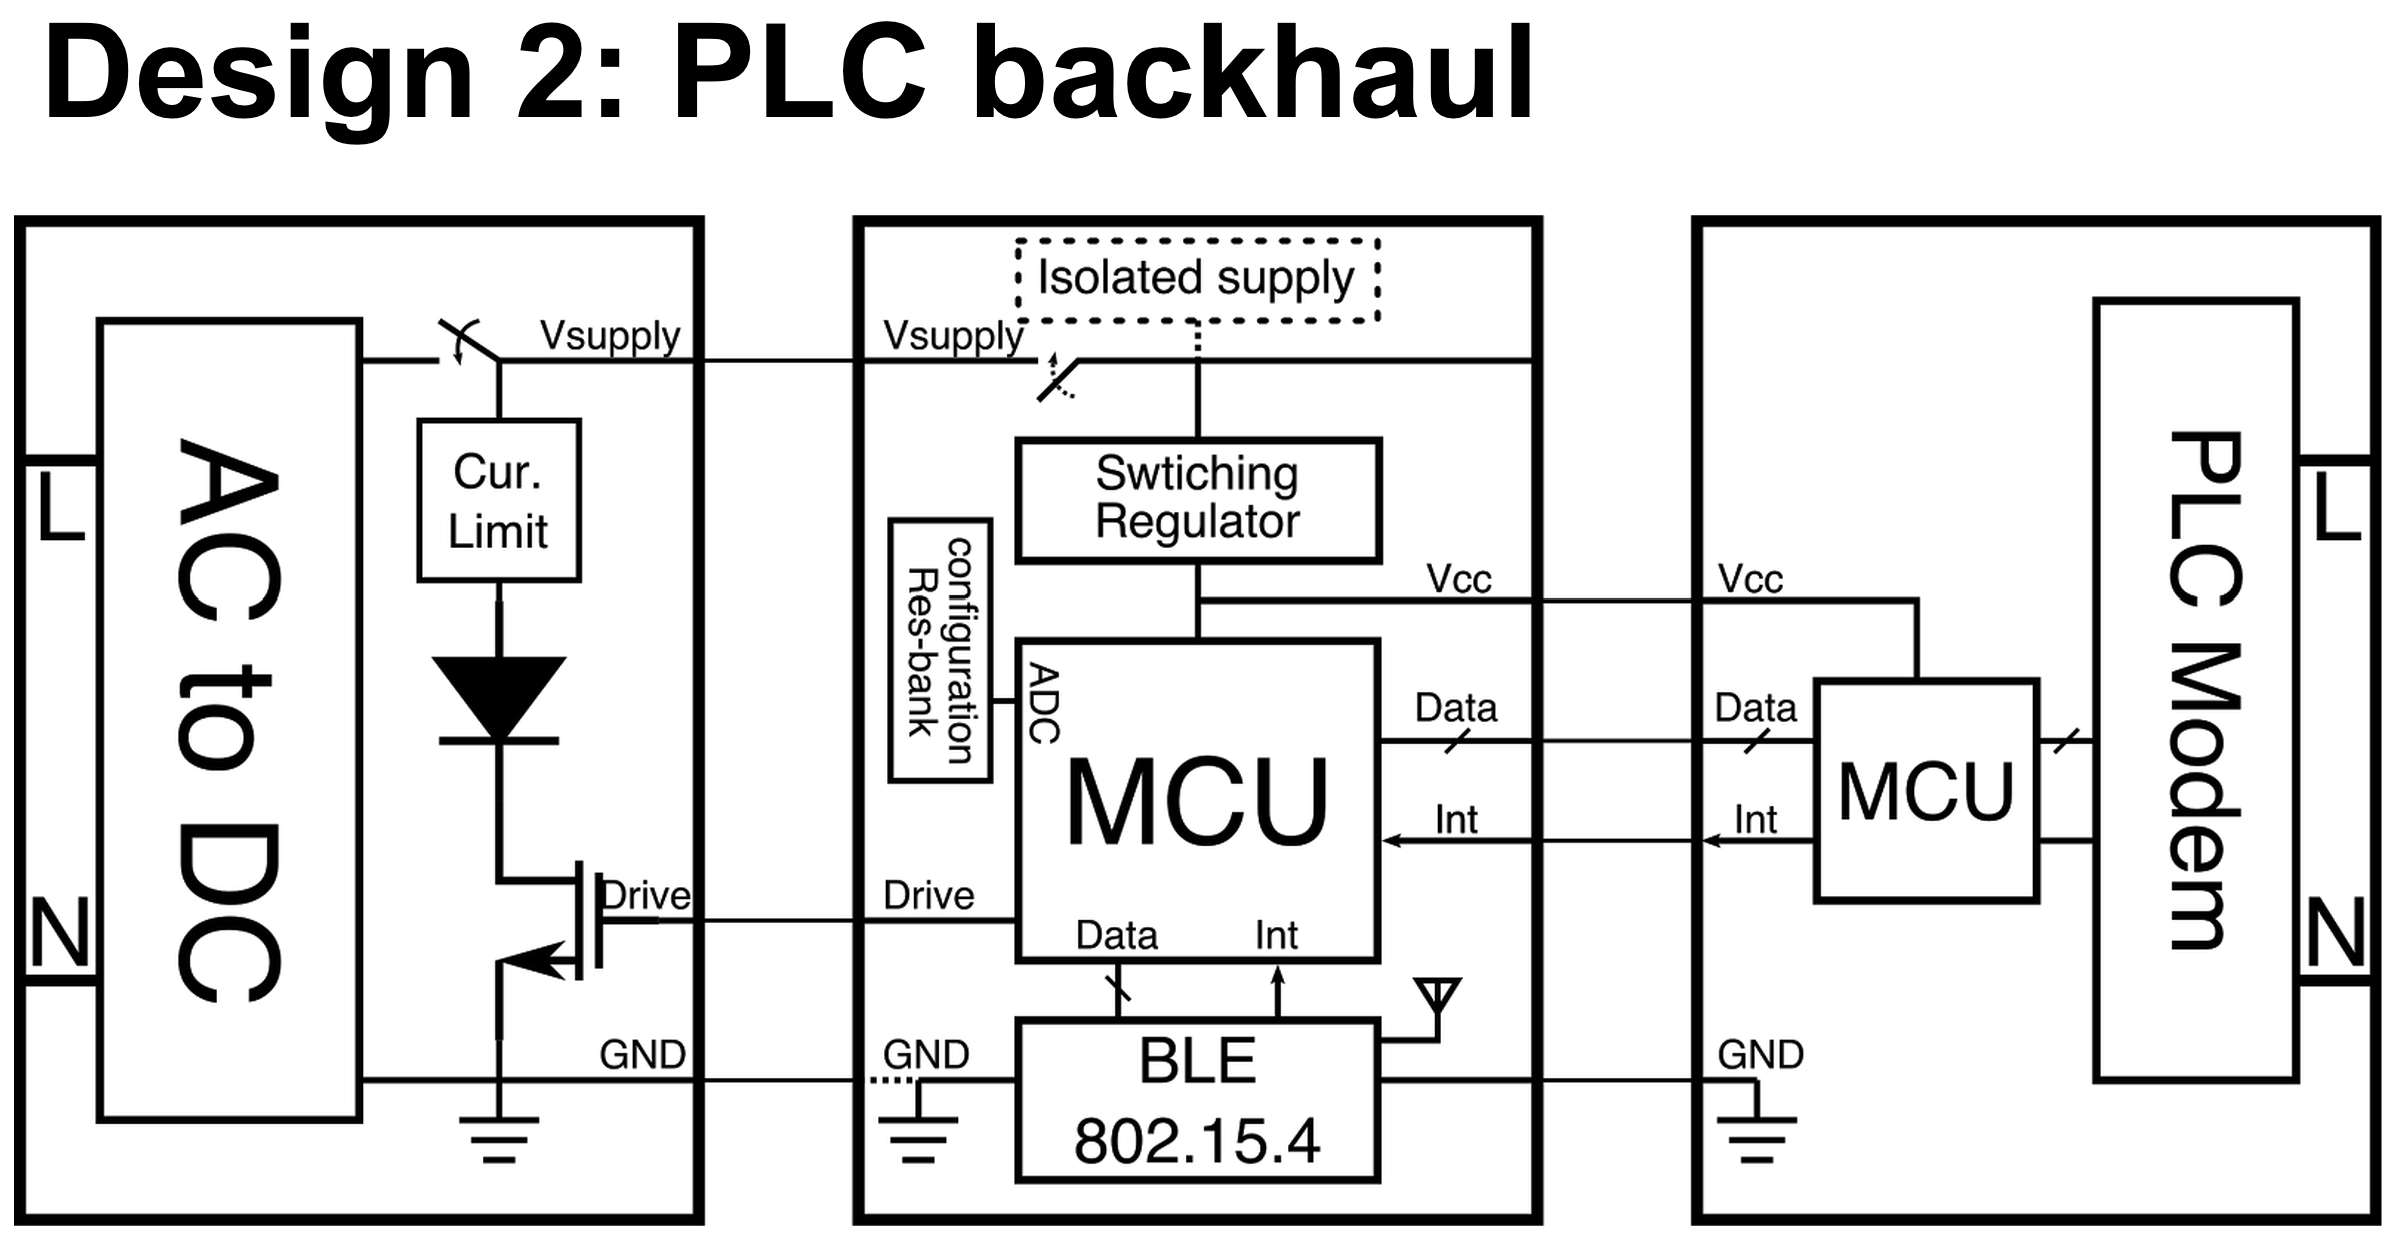 Design 2: PLC backhaul
AC to DC
L
N
Cur.
Limit
Vsupply
Drive
GND
Isolated supply
Vsupply
Swtiching
Regulator
configuration
Res-bank
ADC
MCU
Vcc
Data
Int
Drive
Data
Int
GND
BLE
802.15.4
Vcc
Data
Int
MCU
GND
PLC Modem
L
N